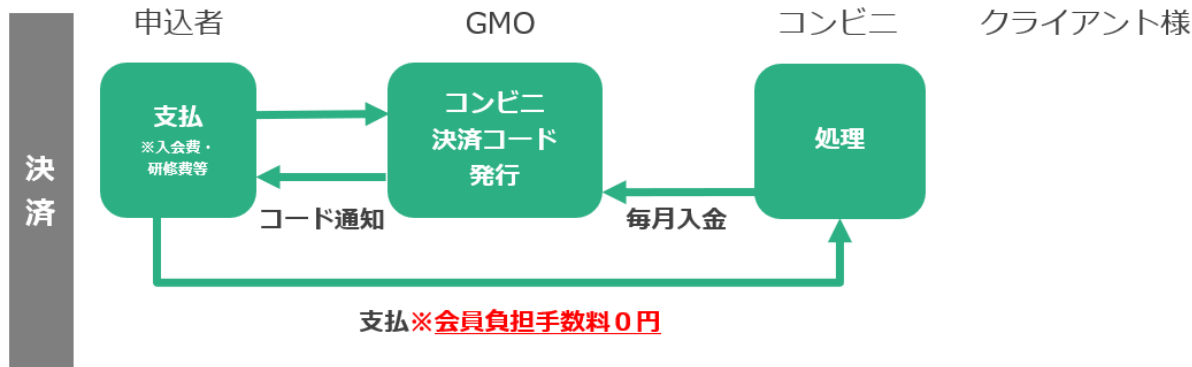 申込者
GMO
コンビニ
クライアント様
決済
支払
※入会費・
研修費等
コンビニ
決済コード
発行
処理
コード通知
毎月入金
支払※会員負担手数料０円